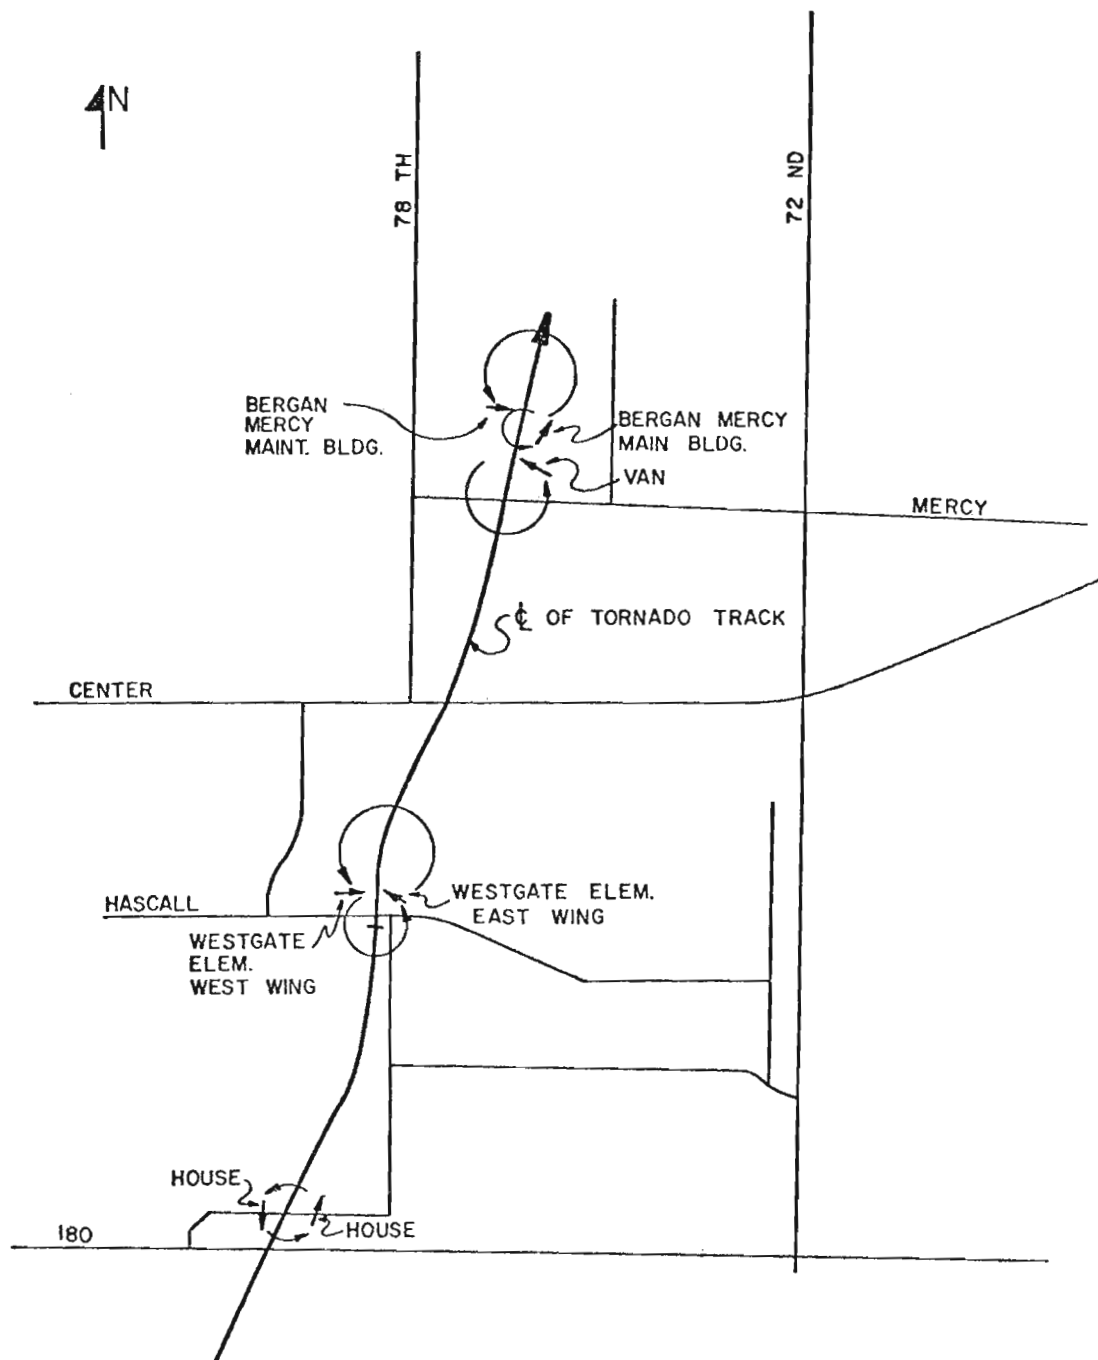 N
78 TH
72 ND
BERGAN
MERCY
MAINT. BLDG.
BERGAN MERCY
MAIN BLDG.
VAN
MERCY
℄ OF TORNADO TRACK
CENTER
HASCALL
WESTGATE ELEM.
EAST WING
WESTGATE
ELEM.
WEST WING
HOUSE
HOUSE
180